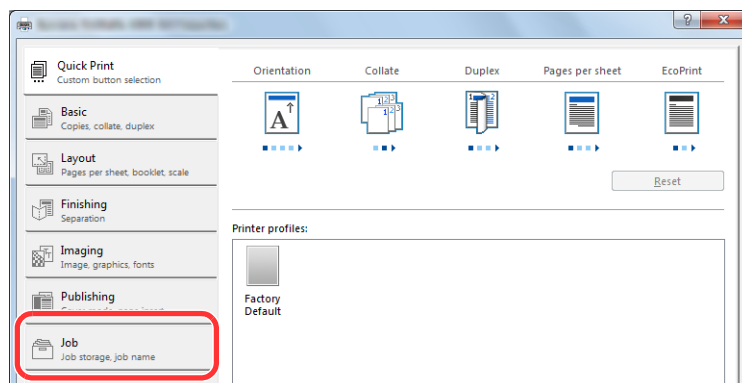 Quick Print
Custom button selection
Basic
Copies, collate, duplex
Layout
Pages per sheet, booklet, scale
Finishing
Separation
Imaging
Image, graphics, fonts
Publishing
Job
Job storage, job name
Orientation
Collate
Duplex
Pages per sheet
EcoPrint
Reset
Printer profiles:
Factory
Default